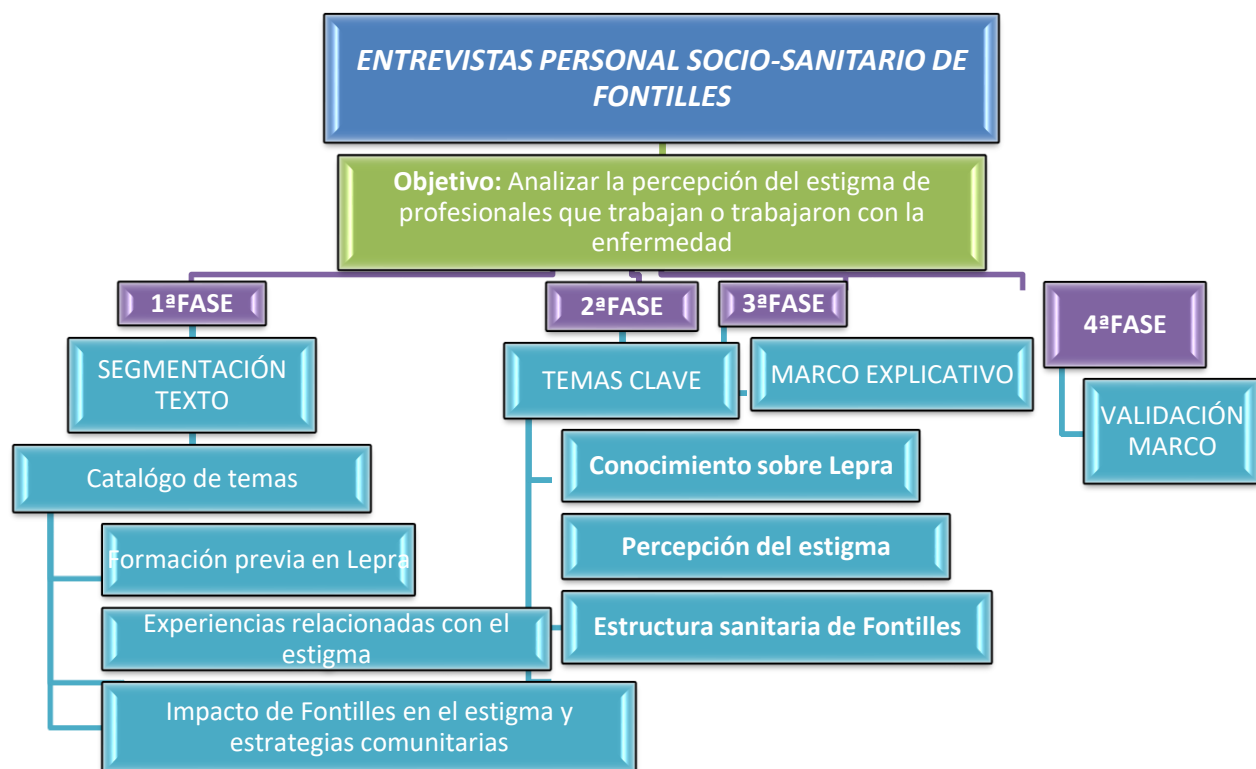 ENTREVISTAS PERSONAL SOCIO-SANITARIO DE
FONTILLES
Objetivo: Analizar la percepción del estigma de
profesionales que trabajan o trabajaron con la
enfermedad
1ªFASE
SEGMENTACIÓN
TEXTO
Catalógo de temas
Formación previa en Lepra
Experiencias relacionadas con el
estigma
Impacto de Fontilles en el estigma y
estrategias comunitarias
2ªFASE
TEMAS CLAVE
Conocimiento sobre Lepra
Percepción del estigma
Estructura sanitaria de Fontilles
3ªFASE
MARCO EXPLICATIVO
4ªFASE
VALIDACIÓN
MARCO